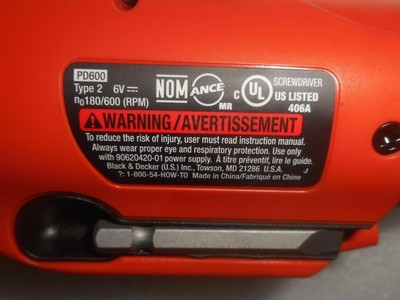 PD600
Type 2 6V⎓
n₀180/600 (RPM)
NOM ANCE MR
C UL US LISTED
SCREWDRIVER
406A
⚠WARNING/AVERTISSEMENT
To reduce the risk of injury, user must read instruction manual.
Always wear proper eye and respiratory protection. Use only
with 90620420-01 power supply. À titre préventif, lire le guide.
Black & Decker (U.S.) Inc., Towson, MD 21286 U.S.A.
?: 1-800-54-HOW-TO Made in China/Fabriqué en Chine